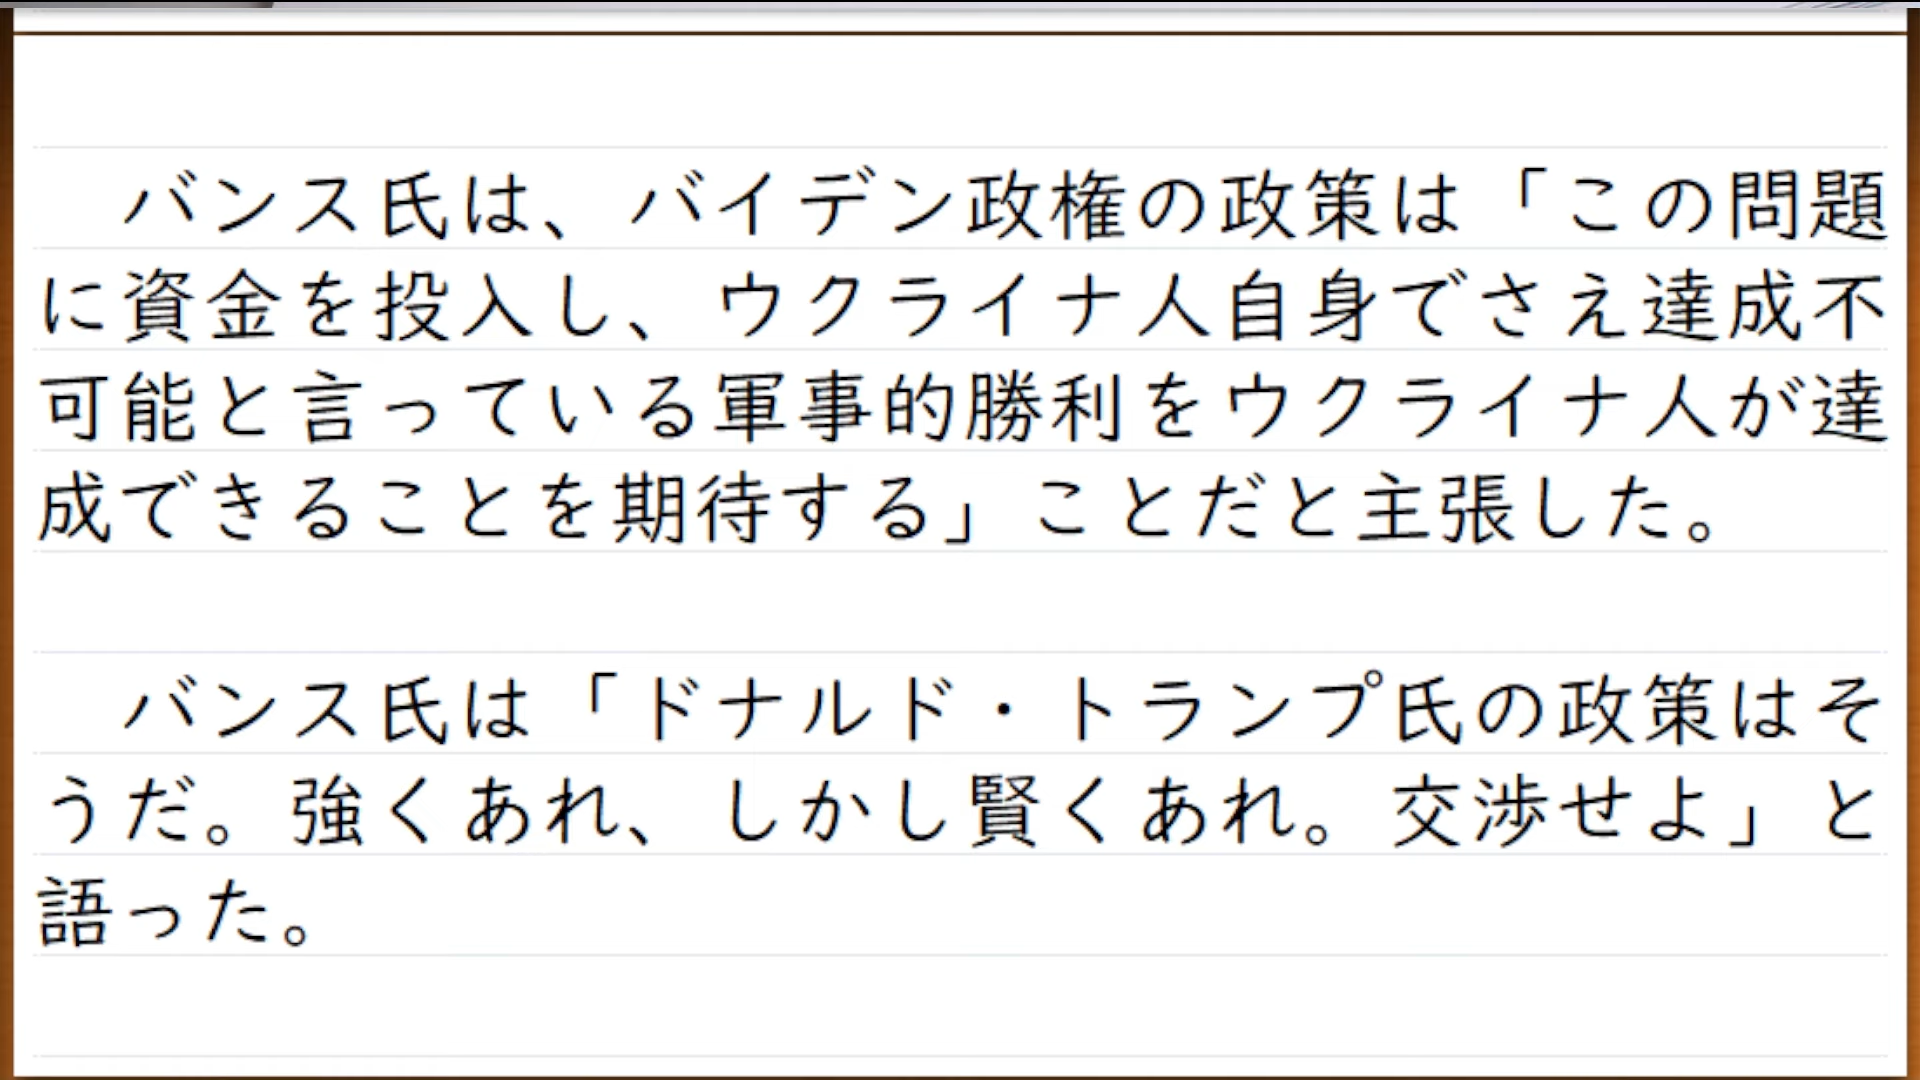 バンス氏は、バイデン政権の政策は「この問題
に資金を投入し、ウクライナ人自身でさえ達成不
可能と言っている軍事的勝利をウクライナ人が達
成できることを期待する」ことだと主張した。
バンス氏は「ドナルド・トランプ氏の政策はそ
うだ。強くあれ、しかし賢くあれ。交渉せよ」と
語った。